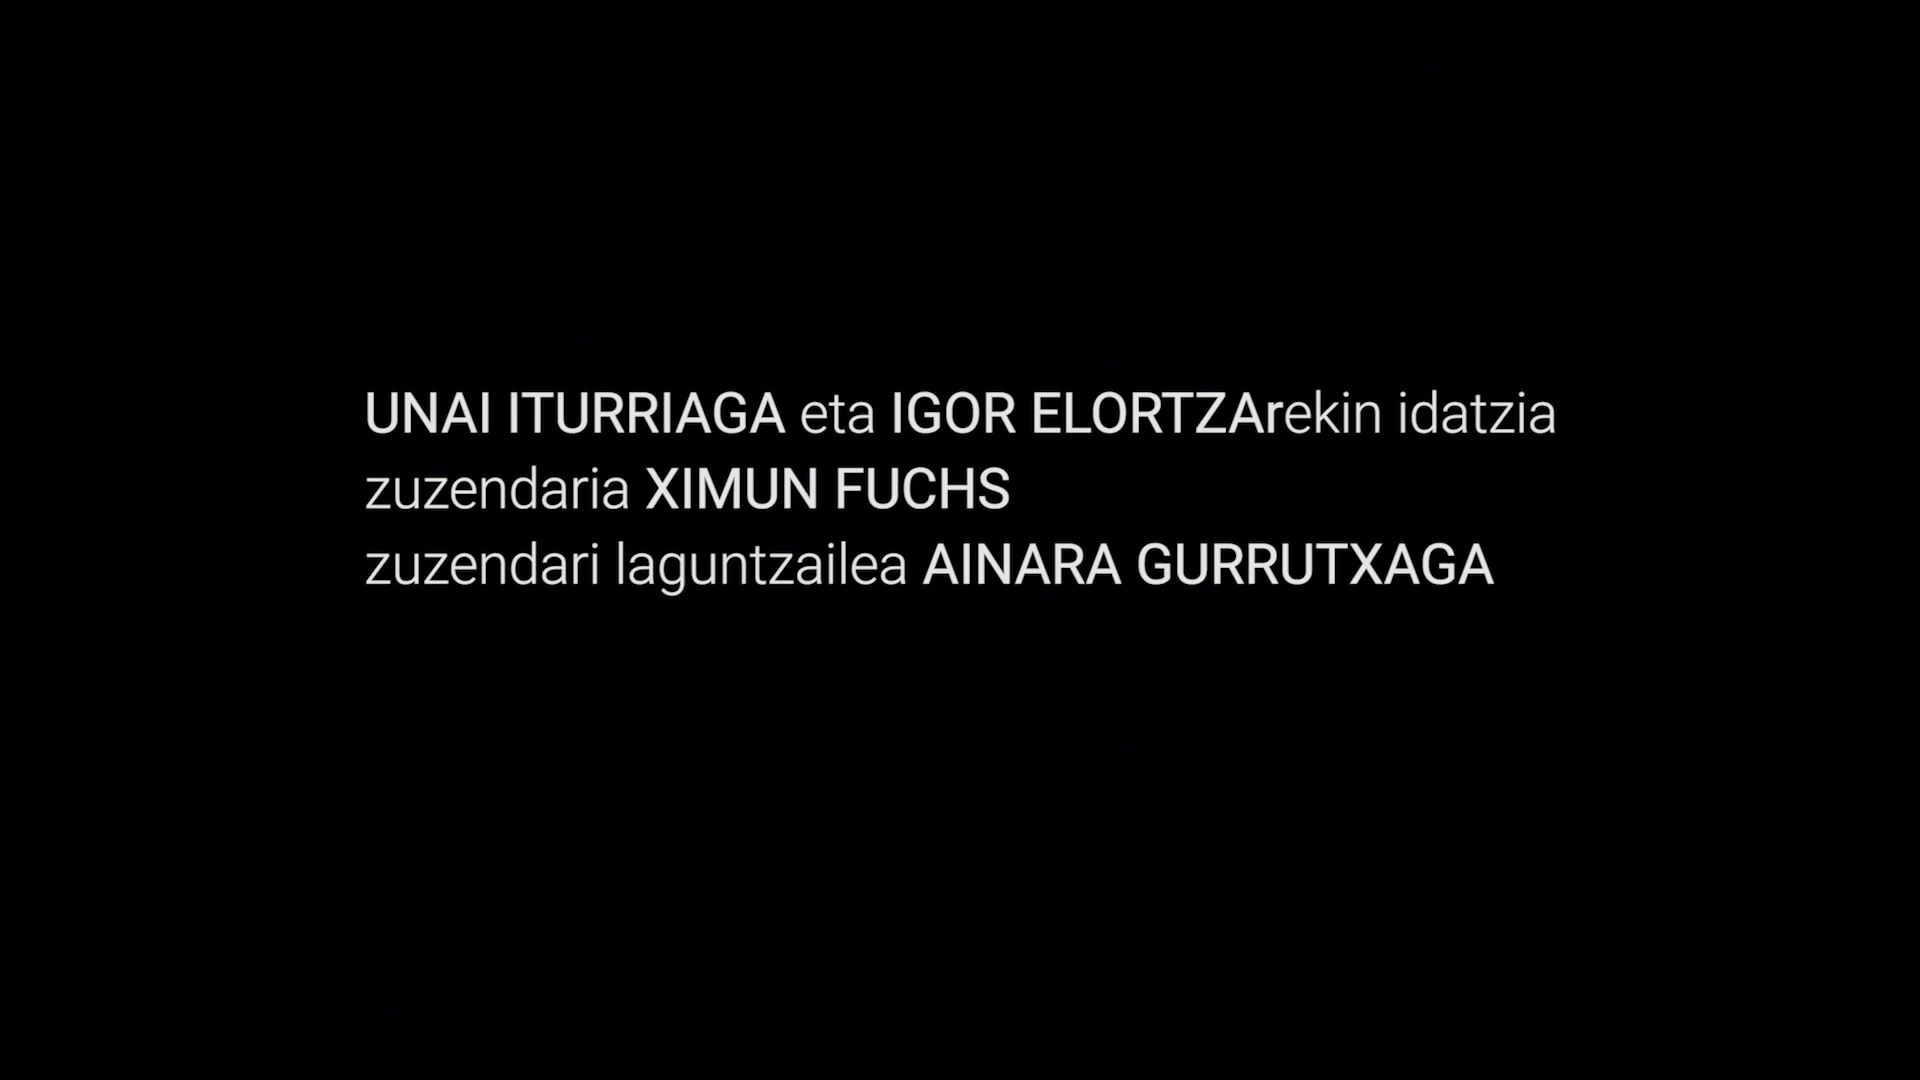 UNAI ITURRIAGA eta IGOR ELORTZArekin idatzia
zuzendaria XIMUN FUCHS
zuzendari laguntzailea AINARA GURRUTXAGA